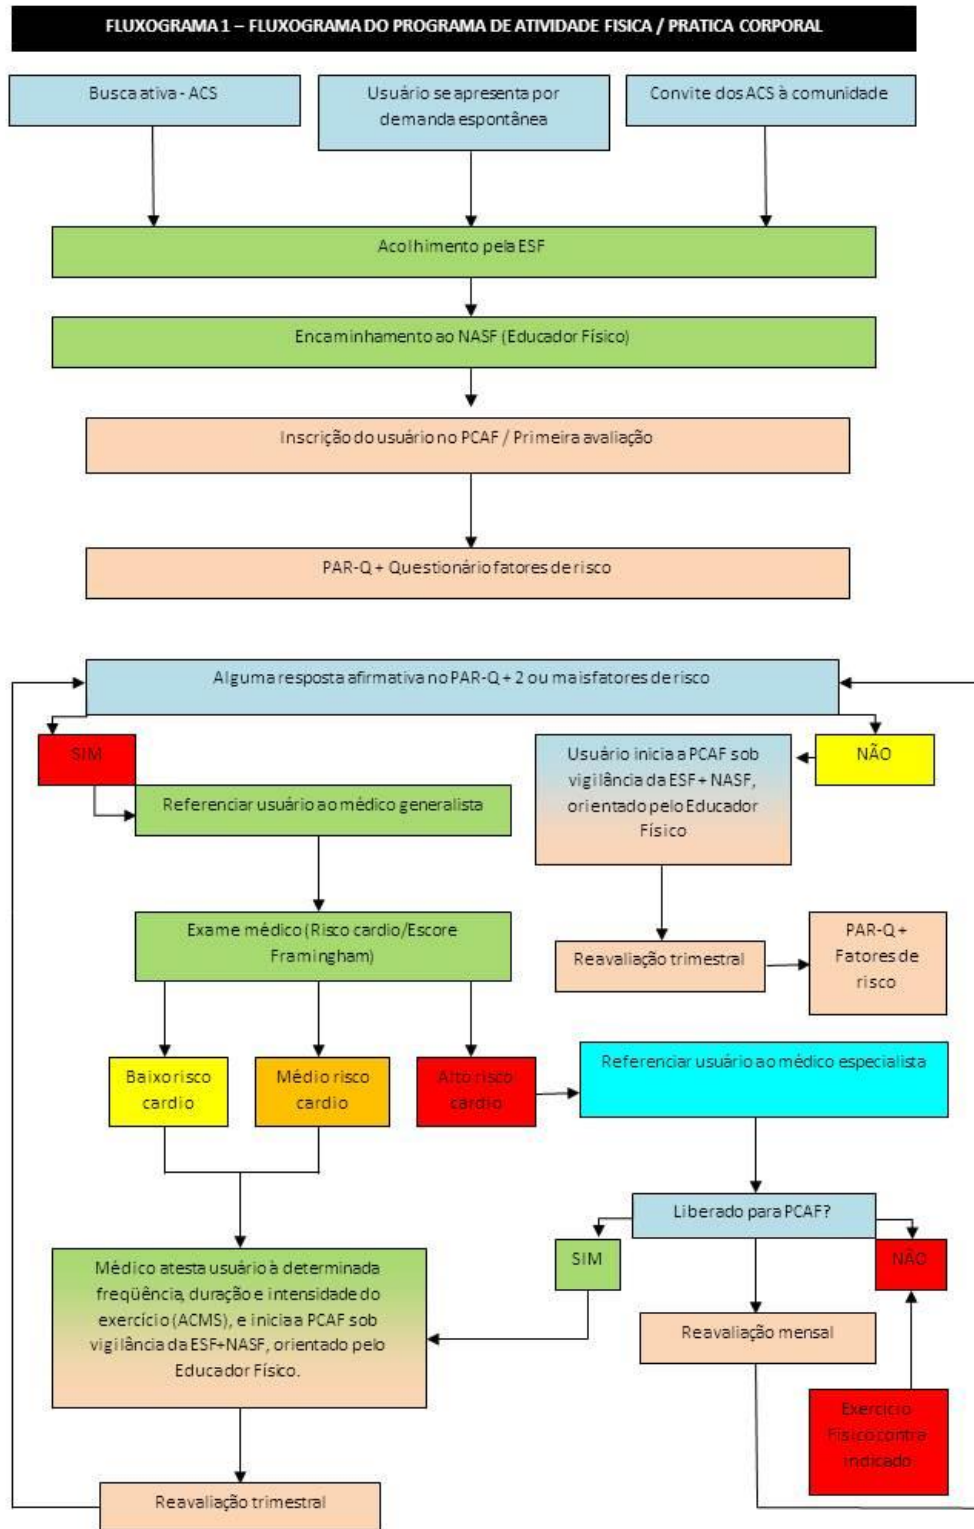 FLUXOGRAMA 1 – FLUXOGRAMA DO PROGRAMA DE ATIVIDADE FISICA / PRATICA CORPORAL
Busca ativa - ACS
Usuário se apresenta por
demanda espontânea
Convite dos ACS à comunidade
Acolhimento pela ESF
Encaminhamento ao NASF (Educador Físico)
Inscrição do usuário no PCAF / Primeira avaliação
PAR-Q + Questionário fatores de risco
Alguma resposta afirmativa no PAR-Q + 2 ou mais fatores de risco
SIM
NÃO
Usuário inicia a PCAF sob
vigilância da ESF + NASF,
orientado pelo Educador
Físico
Referenciar usuário ao médico generalista
Exame médico (Risco cardio/Escore
Framingham)
Reavaliação trimestral
PAR-Q +
Fatores de
risco
Baixo risco
cardio
Médio risco
cardio
Alto risco
cardio
Referenciar usuário ao médico especialista
Liberado para PCAF?
SIM
NÃO
Médico atesta usuário à determinada
freqüência, duração e intensidade do
exercício (ACMS), e inicia a PCAF sob
vigilância da ESF+NASF, orientado pelo
Educador Físico.
Reavaliação mensal
Exercício
Físico contra
indicado
Reavaliação trimestral